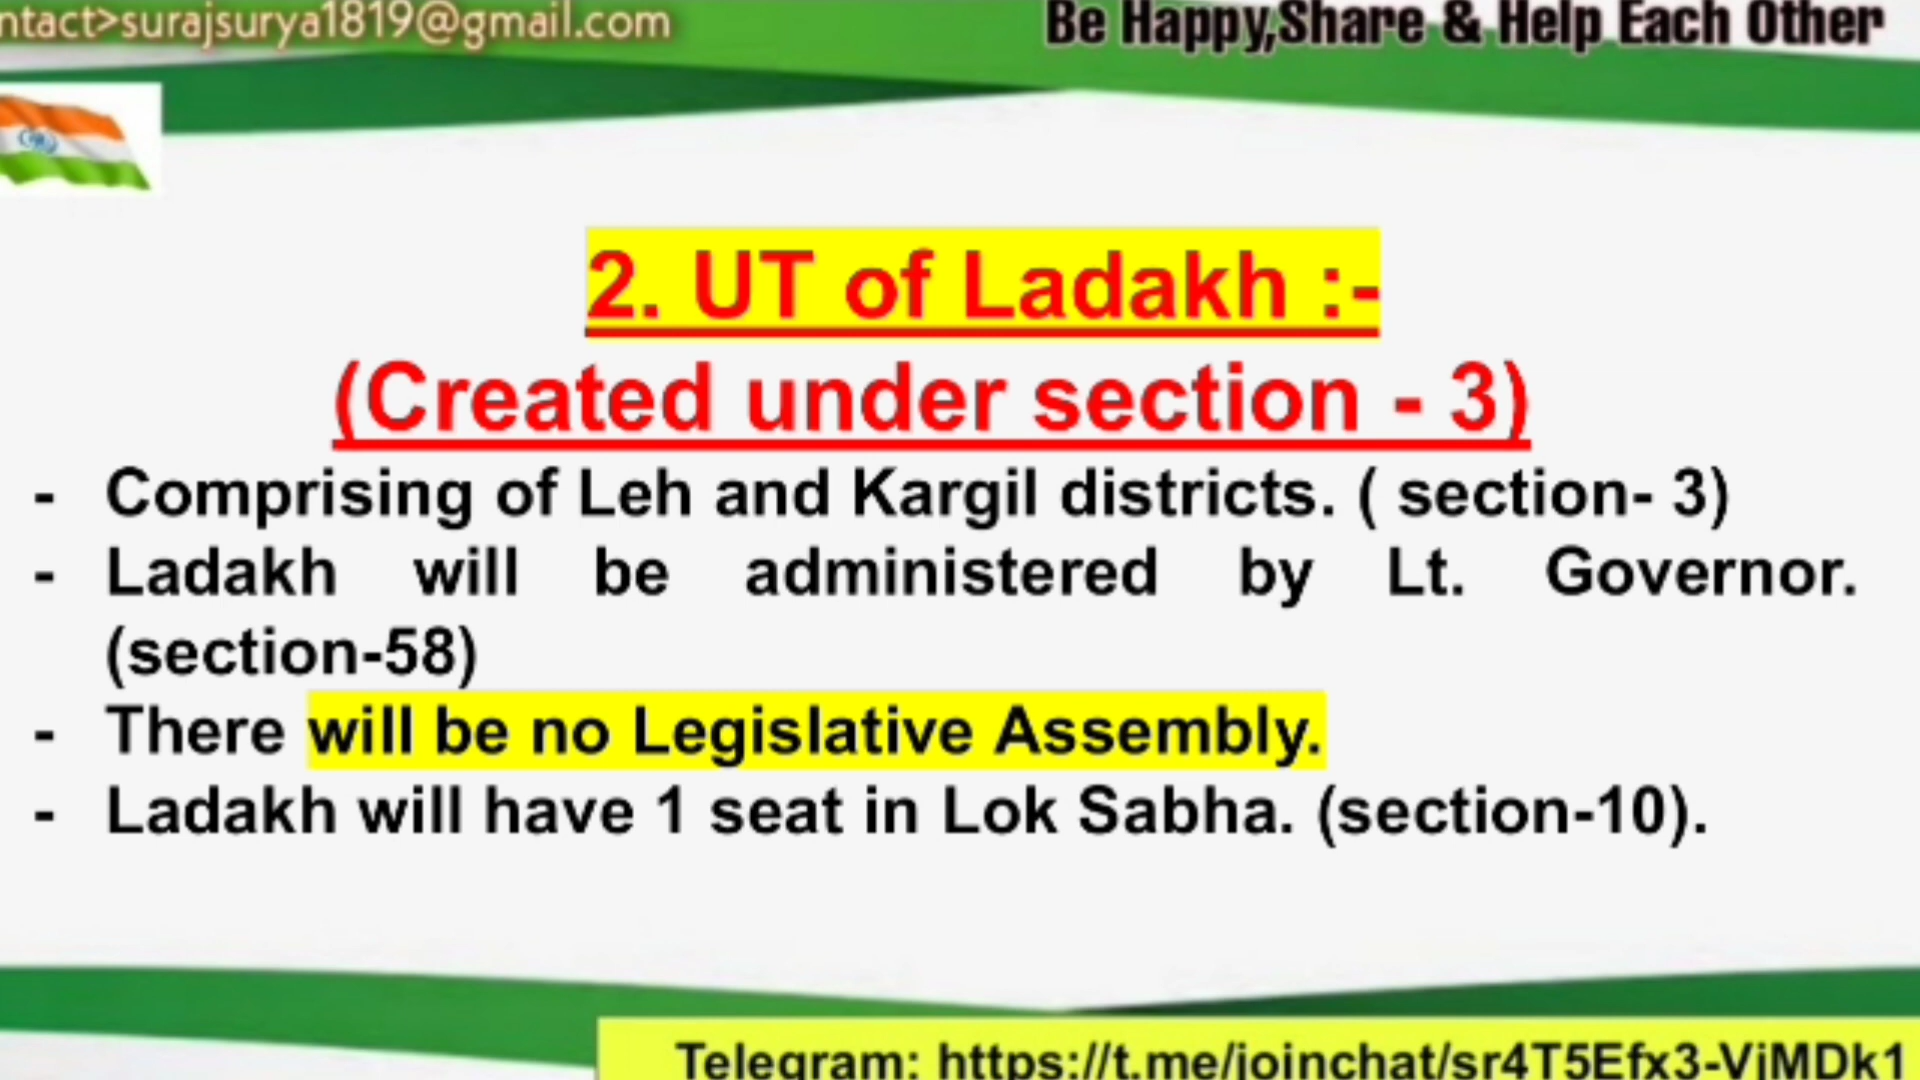 ntact>surajsurya1819@gmail.com
Be Happy,Share & Help Each Other
2. UT of Ladakh :-
(Created under section - 3)
- Comprising of Leh and Kargil districts. ( section- 3)
- Ladakh will be administered by Lt. Governor.
(section-58)
- There will be no Legislative Assembly.
- Ladakh will have 1 seat in Lok Sabha. (section-10).
Telegram: https://t.me/joinchat/sr4T5Efx3-VjMDk1